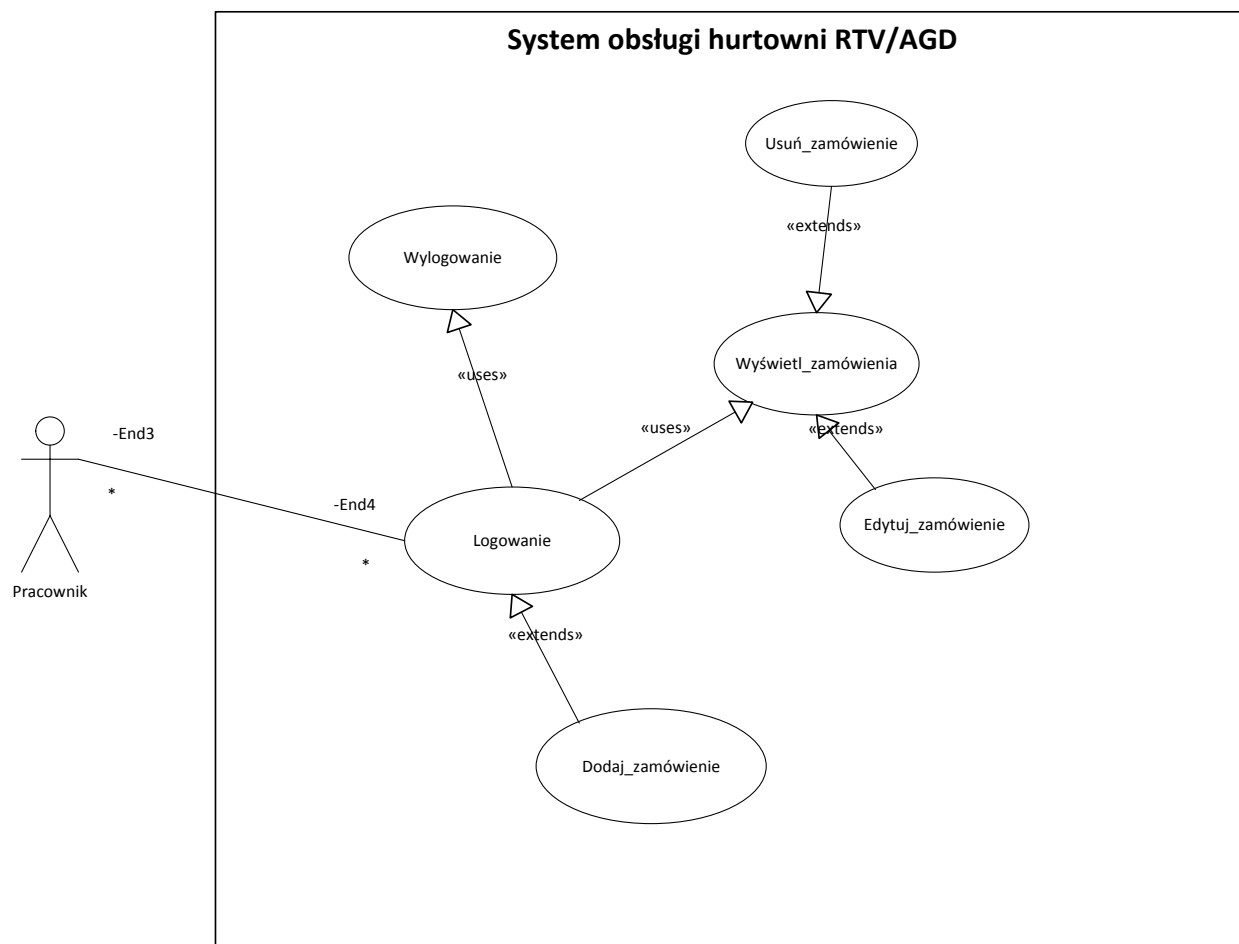 System obsługi hurtowni RTV/AGD
Usuń_zamówienie
«extends»
Wylogowanie
Wyświetl_zamówienia
«uses»
«uses»
«extends»
-End3
*
-End4
*
Logowanie
Edytuj_zamówienie
Pracownik
«extends»
Dodaj_zamówienie